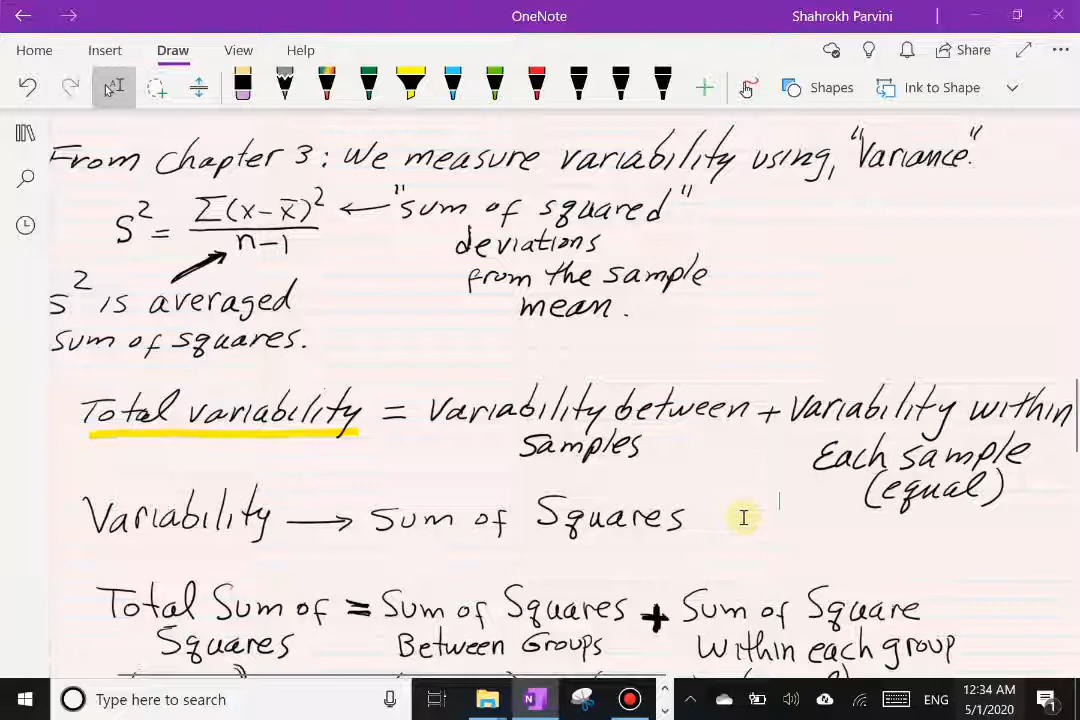 OneNote
Shahrokh Parvini
Home Insert Draw View Help
Share
Shapes
Ink to Shape
From chapter 3: We measure variability using, "Variance."
S² = Σ(x-x̄)² / n-1 ← "sum of squared"
deviations
from the sample
mean.
s² is averaged
sum of squares.
Total variability = Variability between + Variability within
Samples
Each sample
(equal)
Variability → Sum of Squares
Total Sum of = Sum of Squares + Sum of Square
Squares Between Groups Within each group
Type here to search
ENG
12:34 AM
5/1/2020
1